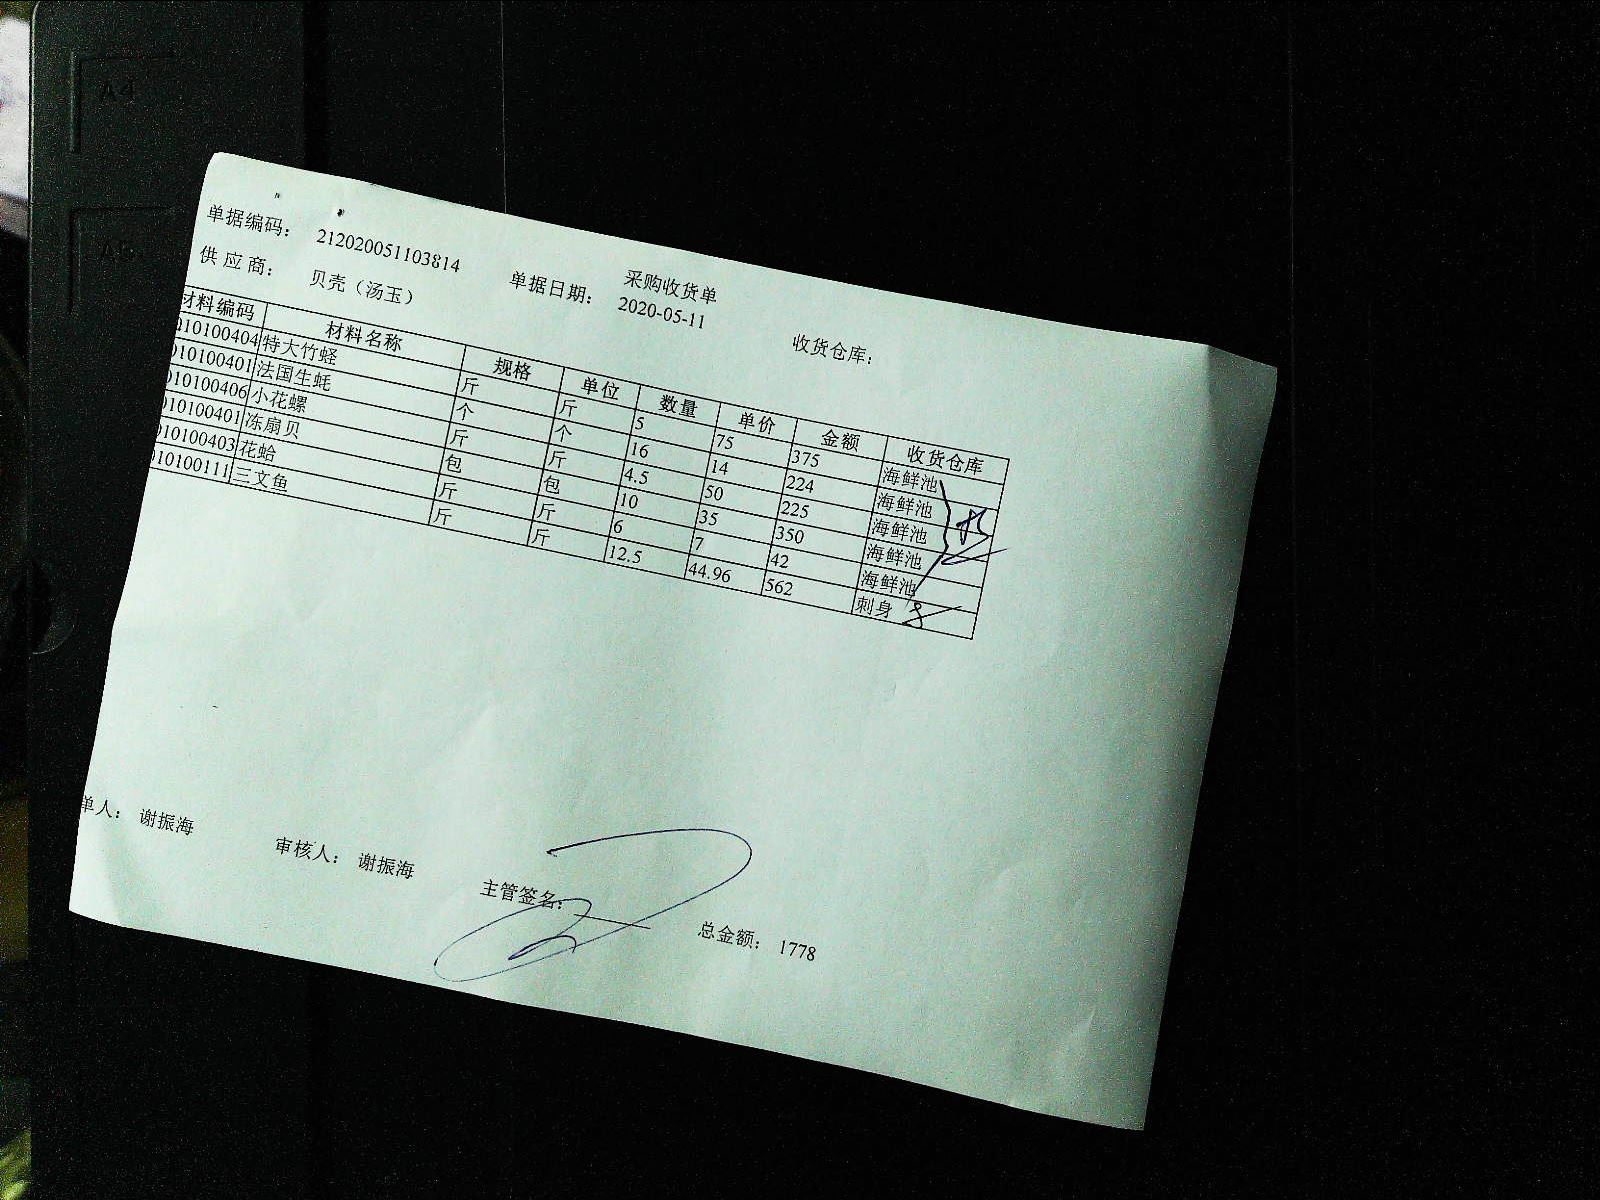 A4
A5
采购收货单
单据编码： 212020051103814 单据日期： 2020-05-11 收货仓库：
供应商： 贝壳（汤玉）
材料编码 材料名称 规格 单位 数量 单价 金额 收货仓库
010100404 特大竹蛏 斤 斤 5 75 375 海鲜池
010100401 法国生蚝 个 个 16 14 224 海鲜池
010100406 小花螺 斤 斤 4.5 50 225 海鲜池
010100401 冻扇贝 包 包 10 35 350 海鲜池
010100403 花蛤 斤 斤 6 7 42 海鲜池
010100111 三文鱼 斤 斤 12.5 44.96 562 刺身
单人： 谢振海 审核人： 谢振海 主管签名： 总金额： 1778